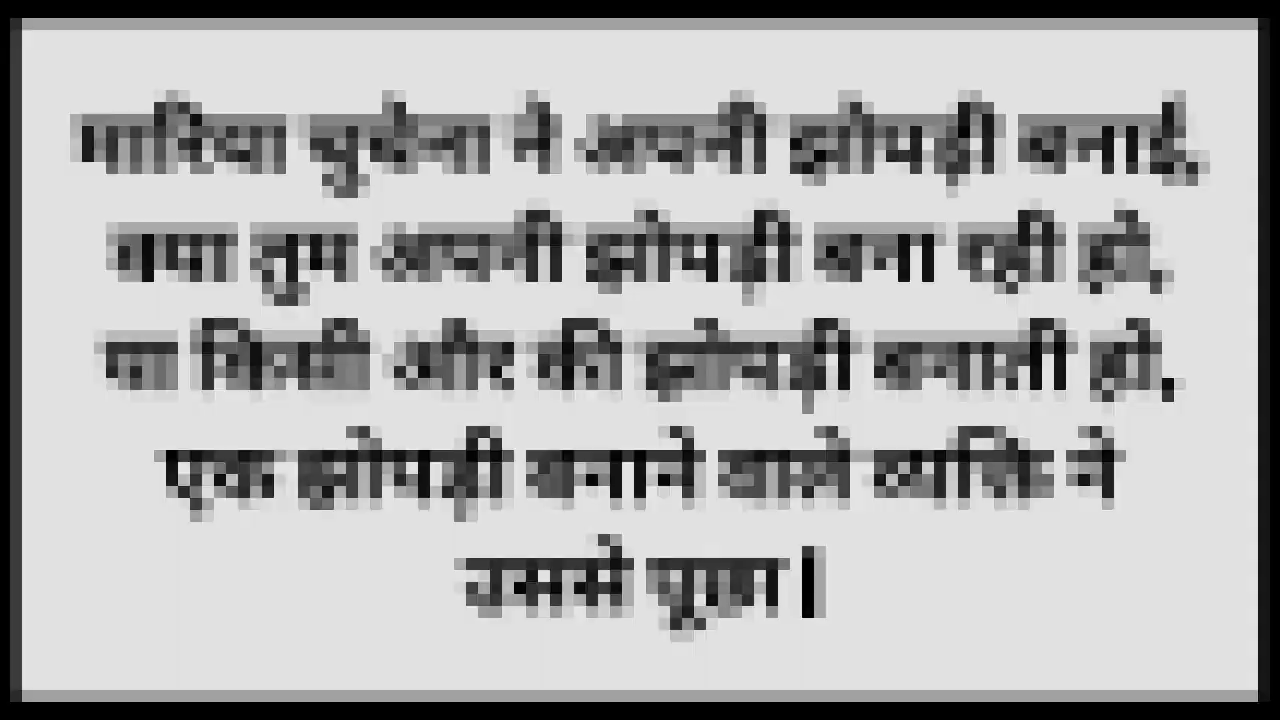 ने अपनी झोपड़ी बनाई,
क्या तुम अपनी झोपड़ी बना रही हो,
या किसी और की झोपड़ी बनाती हो,
एक झोपड़ी बनाने वाले व्यक्ति ने
उससे पूछा |